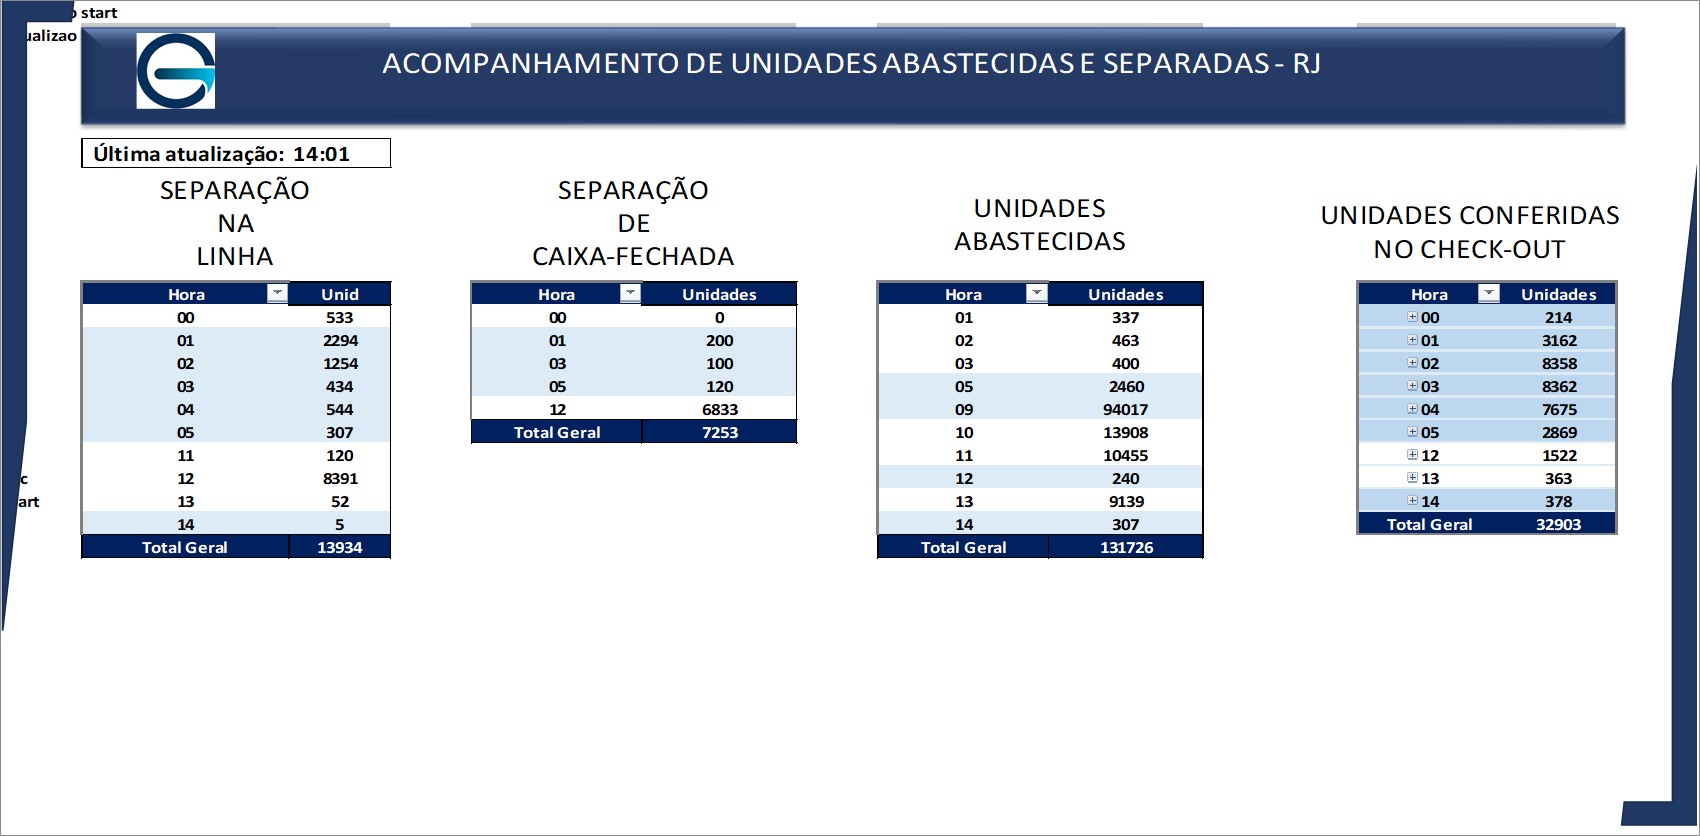 start
ualizao
ACOMPANHAMENTO DE UNIDADES ABASTECIDAS E SEPARADAS - RJ
Última atualização: 14:01
SEPARAÇÃO
NA
LINHA
Hora Unid
00 533
01 2294
02 1254
03 434
04 544
05 307
11 120
12 8391
13 52
14 5
Total Geral 13934
SEPARAÇÃO
DE
CAIXA-FECHADA
Hora Unidades
00 0
01 200
03 100
05 120
12 6833
Total Geral 7253
UNIDADES
ABASTECIDAS
Hora Unidades
01 337
02 463
03 400
05 2460
09 94017
10 13908
11 10455
12 240
13 9139
14 307
Total Geral 131726
UNIDADES CONFERIDAS
NO CHECK-OUT
Hora Unidades
00 214
01 3162
02 8358
03 8362
04 7675
05 2869
12 1522
13 363
14 378
Total Geral 32903
c
art